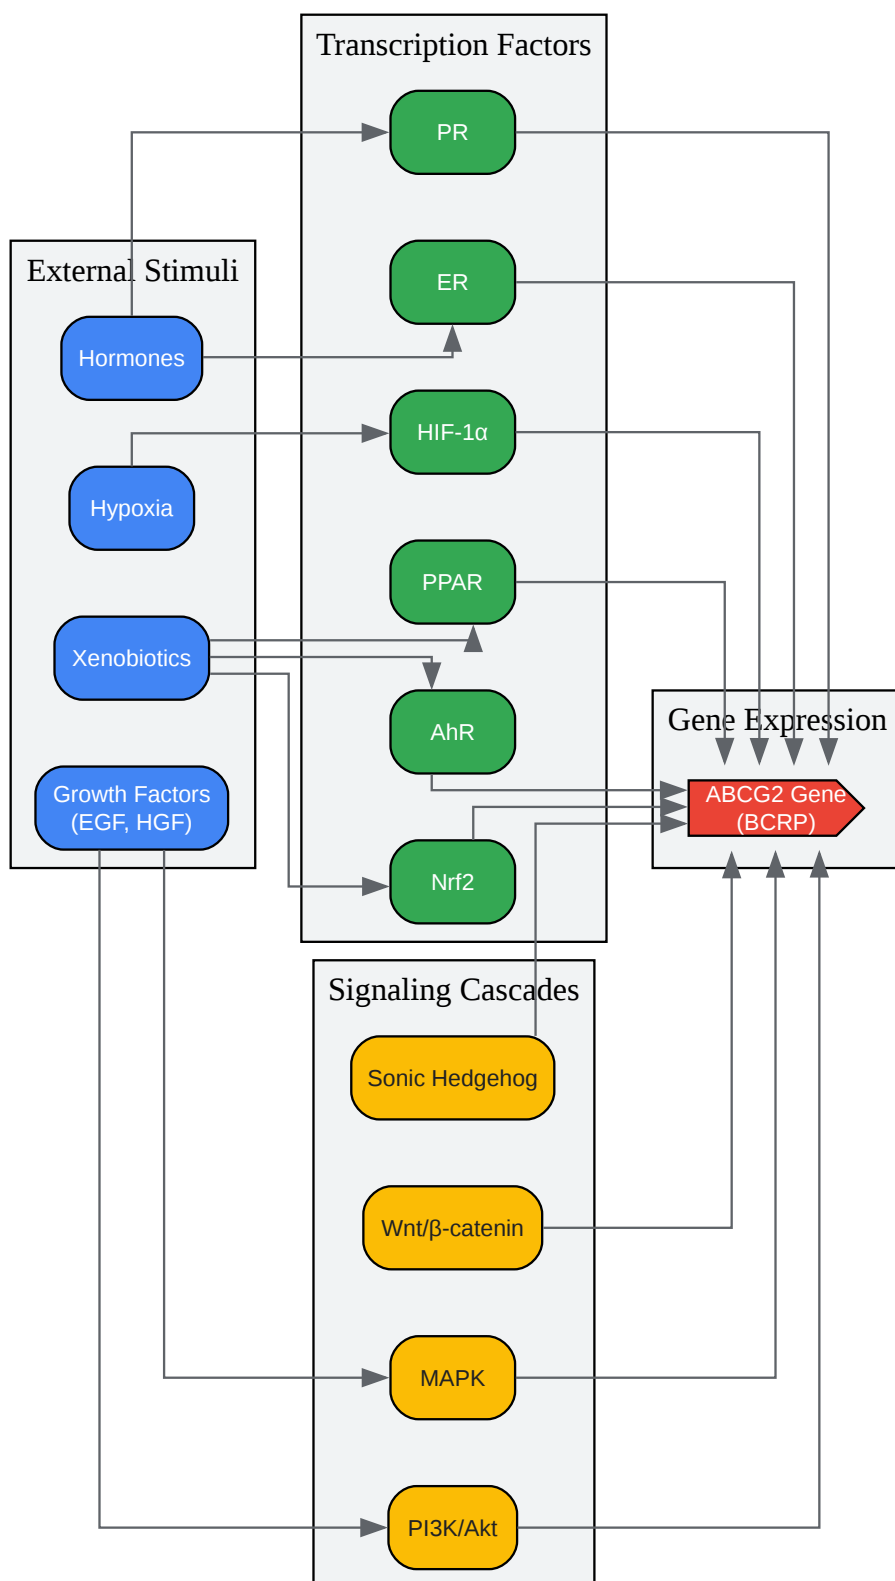 Transcription Factors
PR
ER
HIF-1α
PPAR
AhR
Nrf2
External Stimuli
Hormones
Hypoxia
Xenobiotics
Growth Factors
(EGF, HGF)
Gene Expression
ABCG2 Gene
(BCRP)
Signaling Cascades
Sonic Hedgehog
Wnt/β-catenin
MAPK
PI3K/Akt